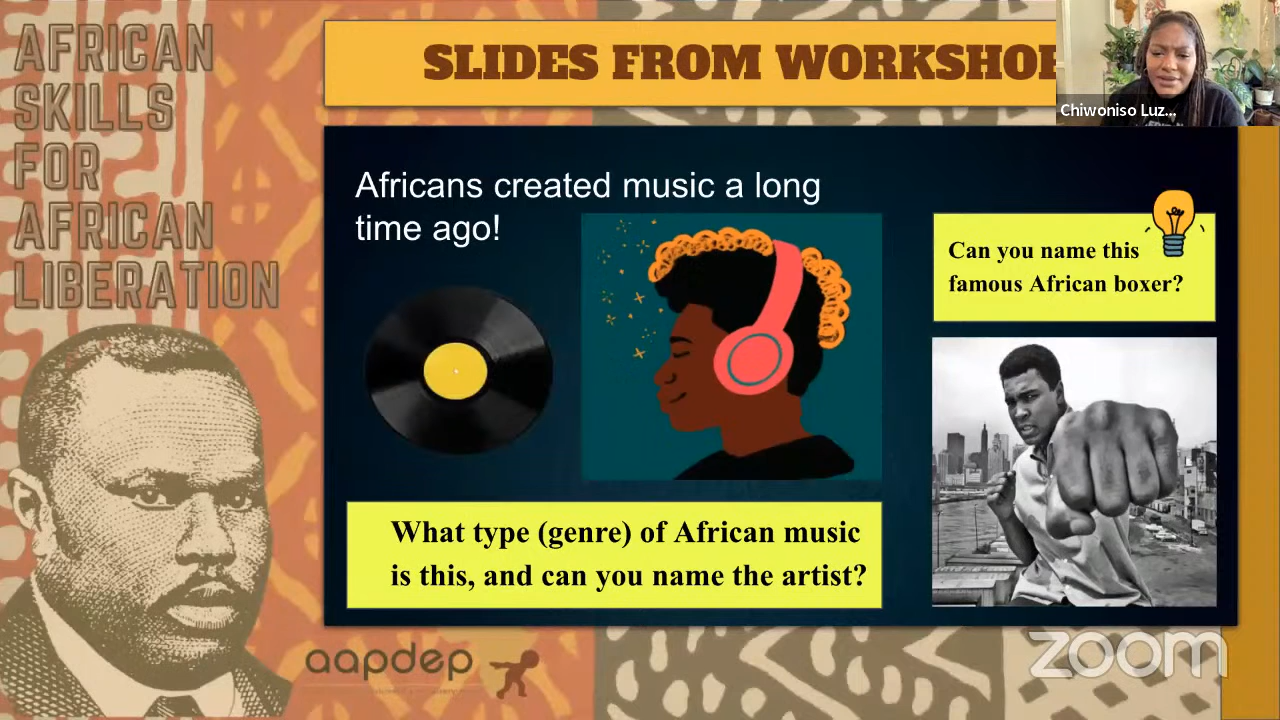 AFRICAN
SKILLS
FOR
AFRICAN
LIBERATION
SLIDES FROM WORKSHOP
Chiwoniso Luz...
Africans created music a long
time ago!
Can you name this
famous African boxer?
What type (genre) of African music
is this, and can you name the artist?
aapdep
zoom